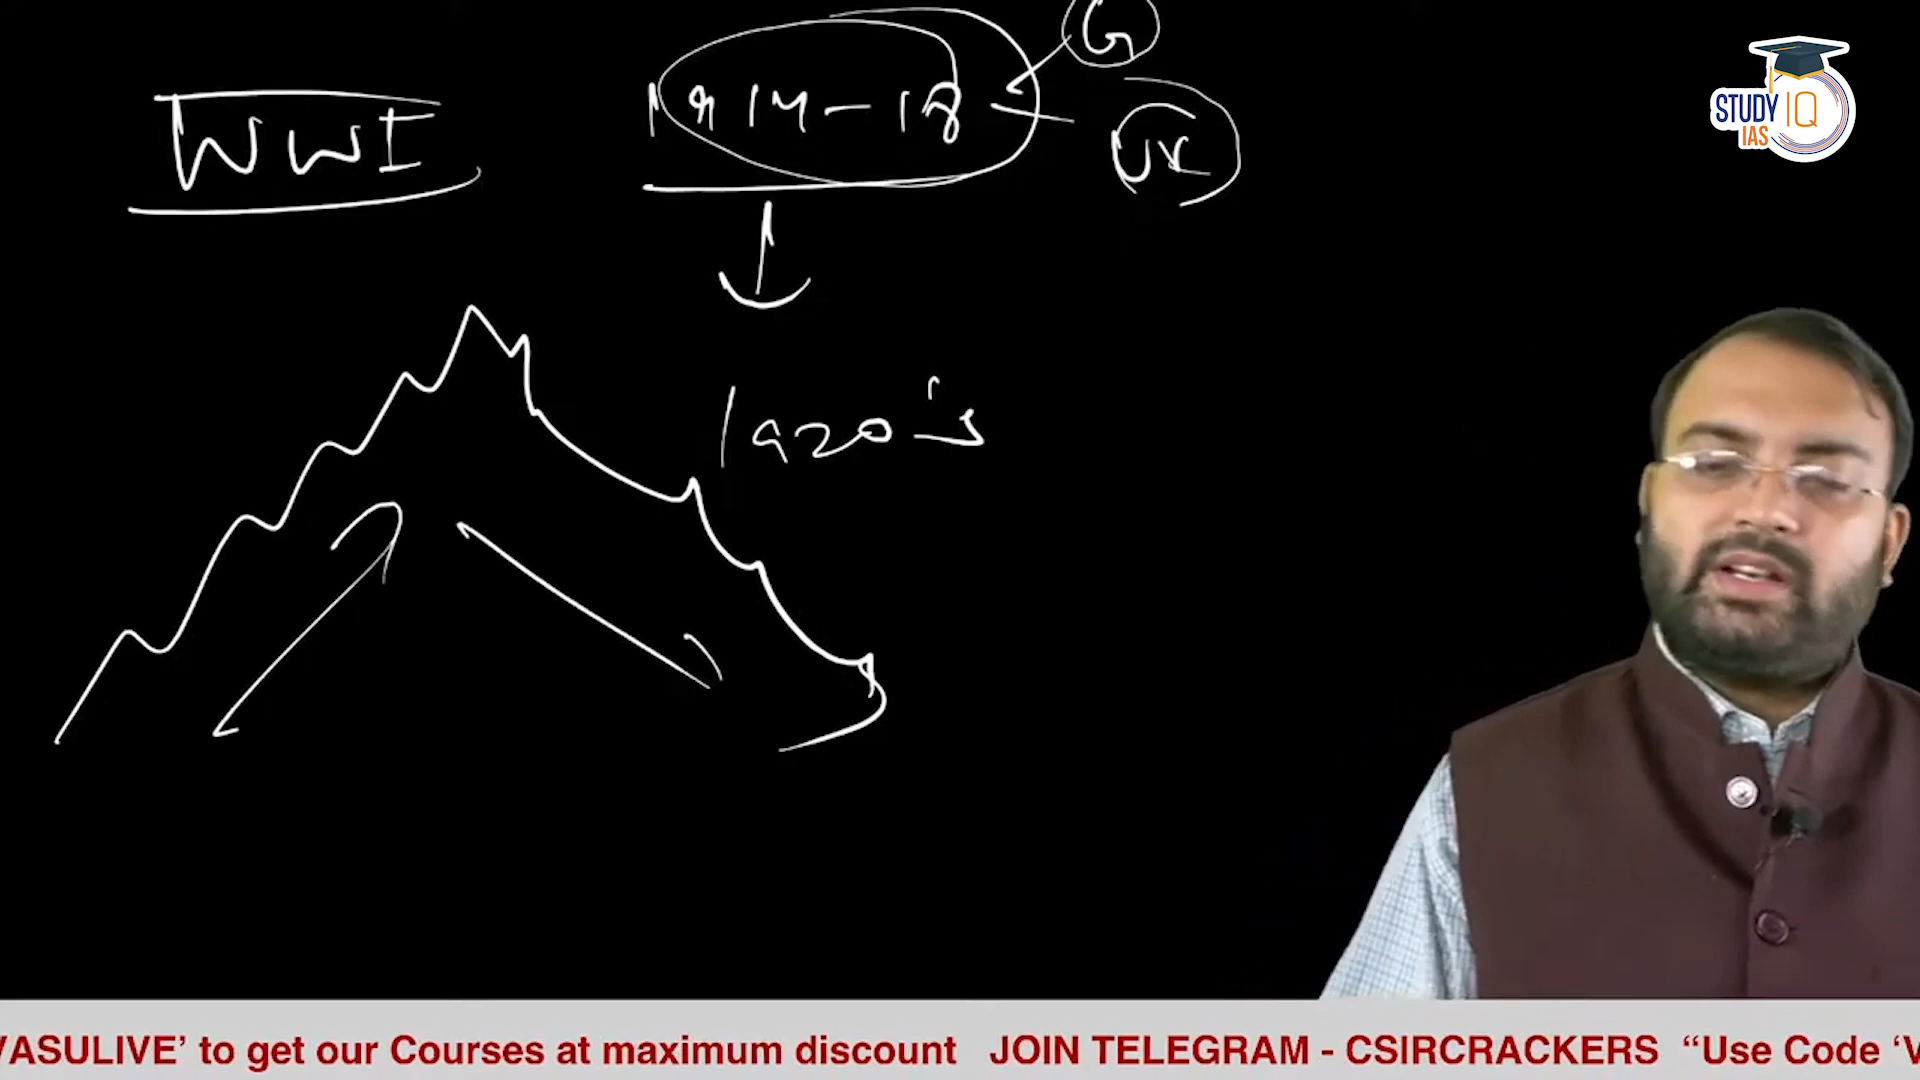 G
WWI
1914-18
UK
1920's
STUDY IQ
IAS
VASULIVE’ to get our Courses at maximum discount JOIN TELEGRAM - CSIRCRACKERS “Use Code ‘V